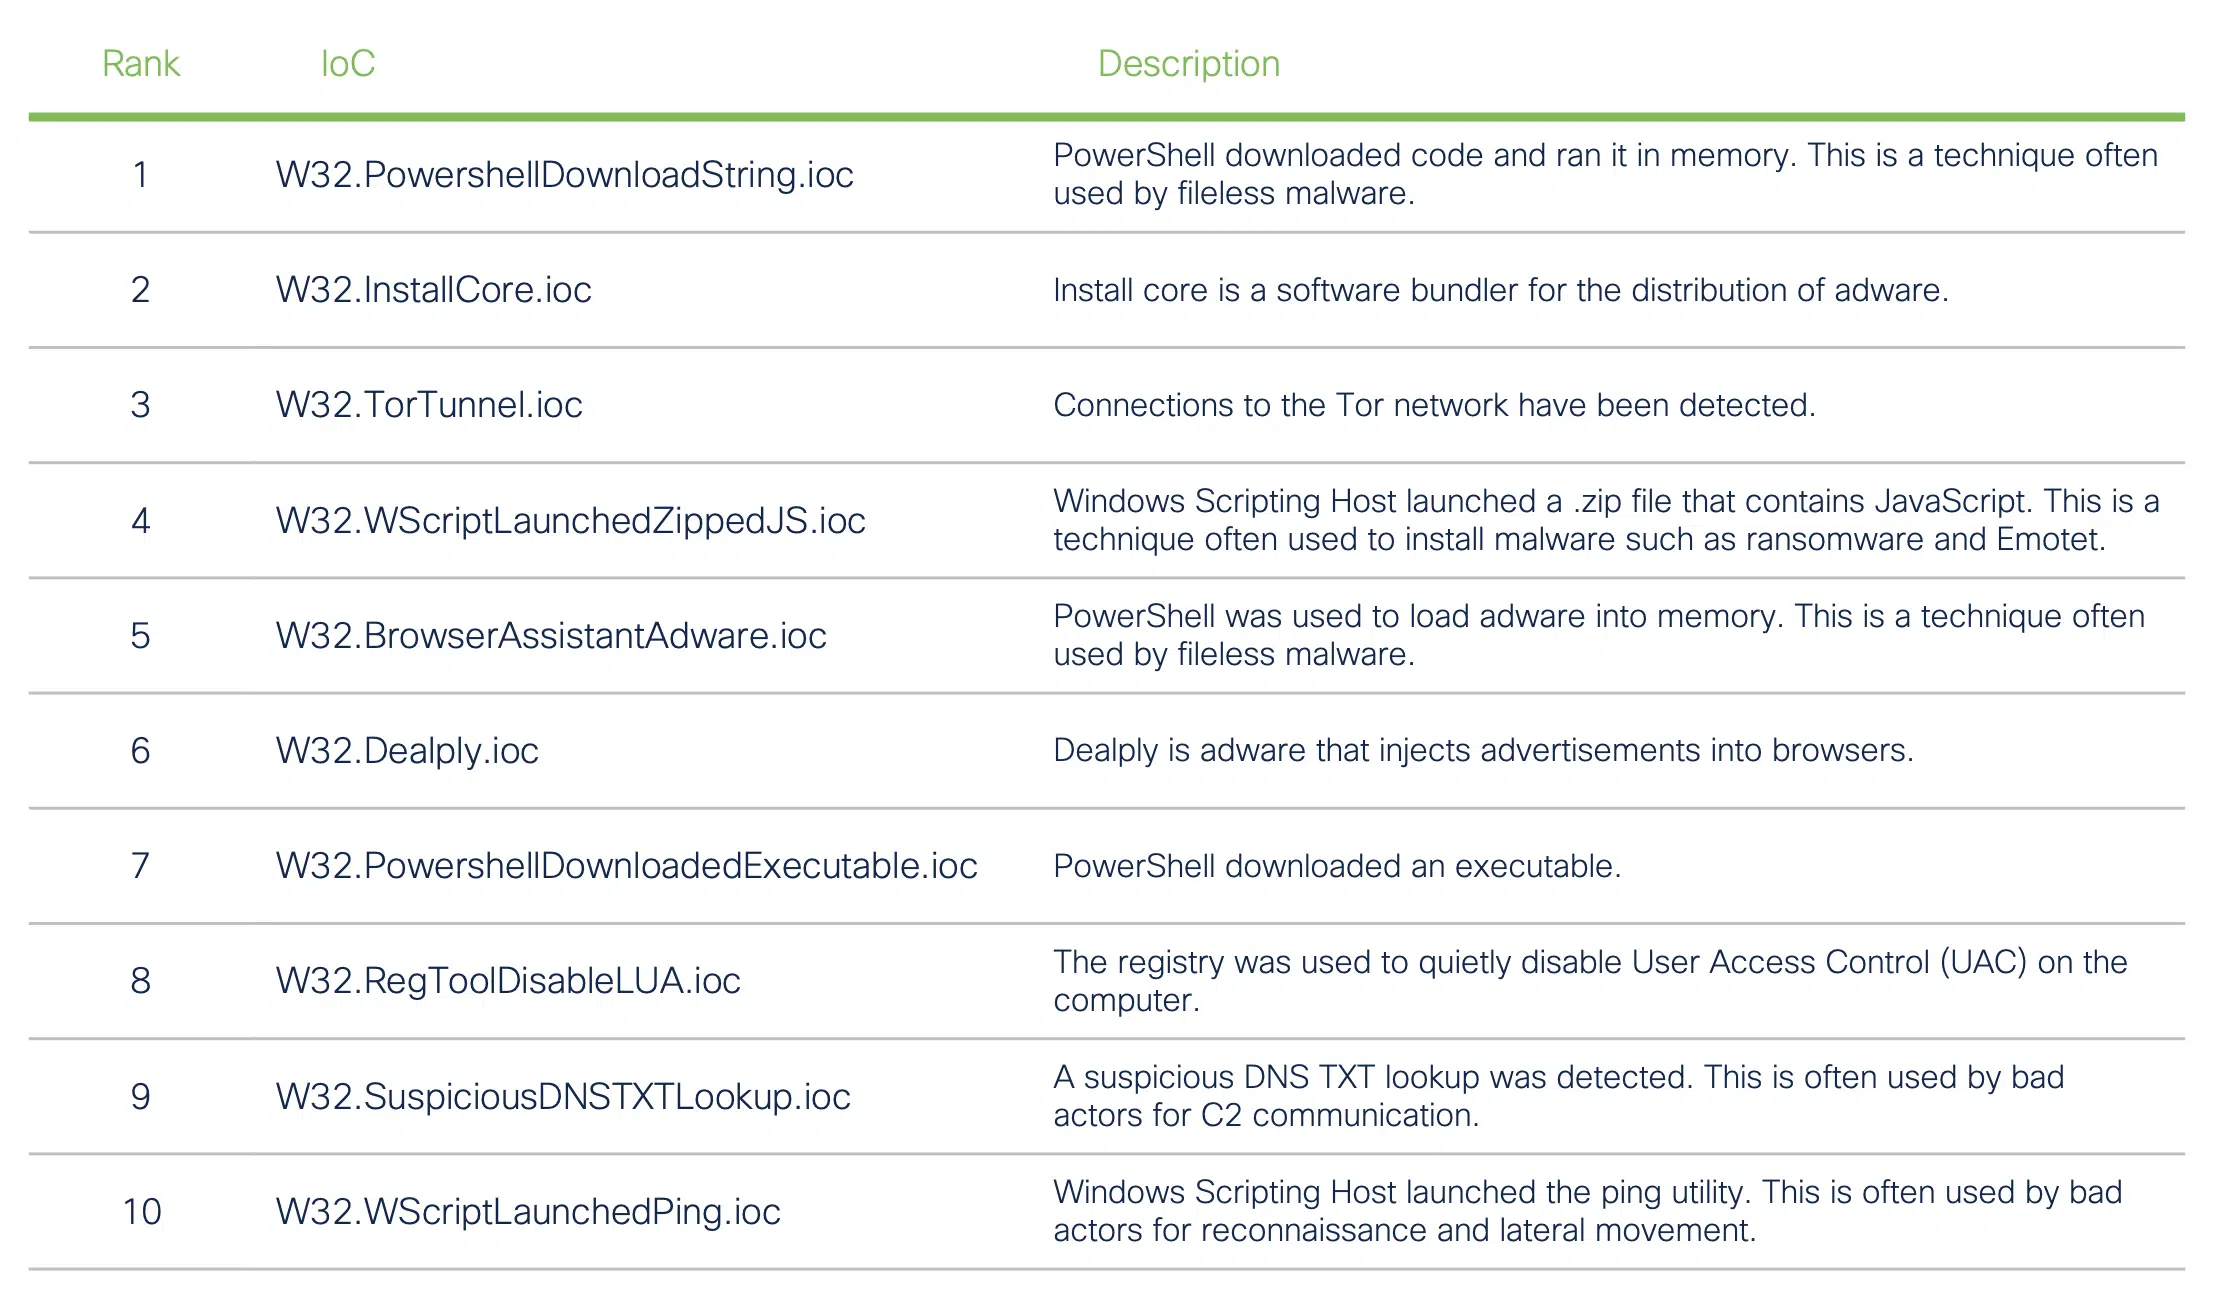 Rank IoC Description
1 W32.PowershellDownloadString.ioc PowerShell downloaded code and ran it in memory. This is a technique often
used by fileless malware.
2 W32.InstallCore.ioc Install core is a software bundler for the distribution of adware.
3 W32.TorTunnel.ioc Connections to the Tor network have been detected.
4 W32.WScriptLaunchedZippedJS.ioc Windows Scripting Host launched a .zip file that contains JavaScript. This is a
technique often used to install malware such as ransomware and Emotet.
5 W32.BrowserAssistantAdware.ioc PowerShell was used to load adware into memory. This is a technique often
used by fileless malware.
6 W32.Dealply.ioc Dealply is adware that injects advertisements into browsers.
7 W32.PowershellDownloadedExecutable.ioc PowerShell downloaded an executable.
8 W32.RegToolDisableLUA.ioc The registry was used to quietly disable User Access Control (UAC) on the
computer.
9 W32.SuspiciousDNSTXTLookup.ioc A suspicious DNS TXT lookup was detected. This is often used by bad
actors for C2 communication.
10 W32.WScriptLaunchedPing.ioc Windows Scripting Host launched the ping utility. This is often used by bad
actors for reconnaissance and lateral movement.